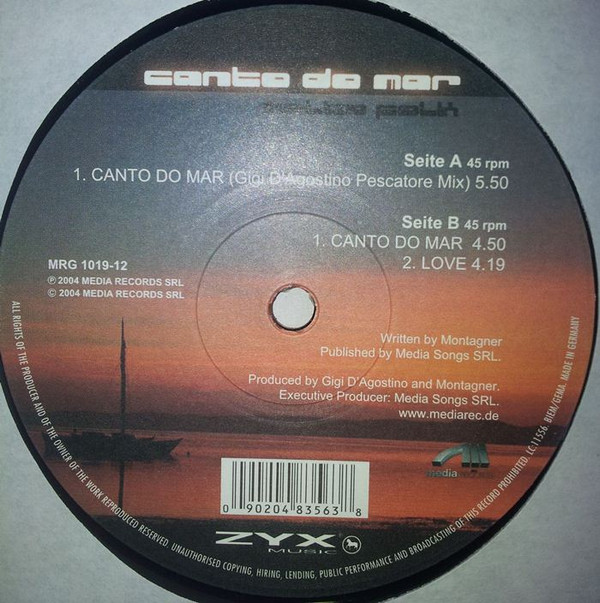 canto do mar
native folk
Seite A 45 rpm
1. CANTO DO MAR (Gigi D'Agostino Pescatore Mix) 5.50
Seite B 45 rpm
1. CANTO DO MAR 4.50
2. LOVE 4.19
MRG 1019-12
℗ 2004 MEDIA RECORDS SRL
© 2004 MEDIA RECORDS SRL
Written by Montagner
Published by Media Songs SRL.
Produced by Gigi D'Agostino and Montagner.
Executive Producer: Media Songs SRL.
www.mediarec.de
media
0 90204 83563 8
ZYX
MUSIC
ALL RIGHTS OF THE PRODUCER AND OF THE OWNER OF THE WORK REPRODUCED RESERVED. UNAUTHORISED COPYING, HIRING, LENDING, PUBLIC PERFORMANCE AND BROADCASTING OF THIS RECORD PROHIBITED. LC 11556. BIEM/GEMA. MADE IN GERMANY